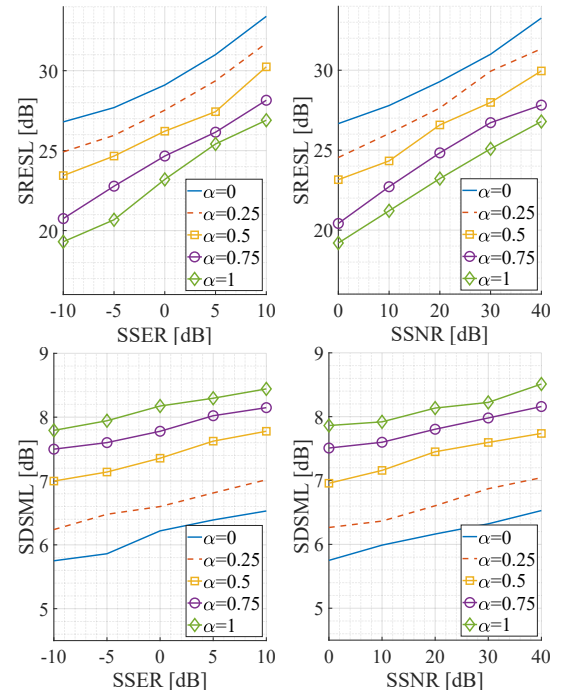 SRESL [dB]
30
25
20
-10 -5 0 5 10
SSER [dB]
α=0
α=0.25
α=0.5
α=0.75
α=1
SRESL [dB]
30
25
20
0 10 20 30 40
SSNR [dB]
α=0
α=0.25
α=0.5
α=0.75
α=1
SDSML [dB]
9
8
7
6
5
-10 -5 0 5 10
SSER [dB]
α=0
α=0.25
α=0.5
α=0.75
α=1
SDSML [dB]
9
8
7
6
5
0 10 20 30 40
SSNR [dB]
α=0
α=0.25
α=0.5
α=0.75
α=1